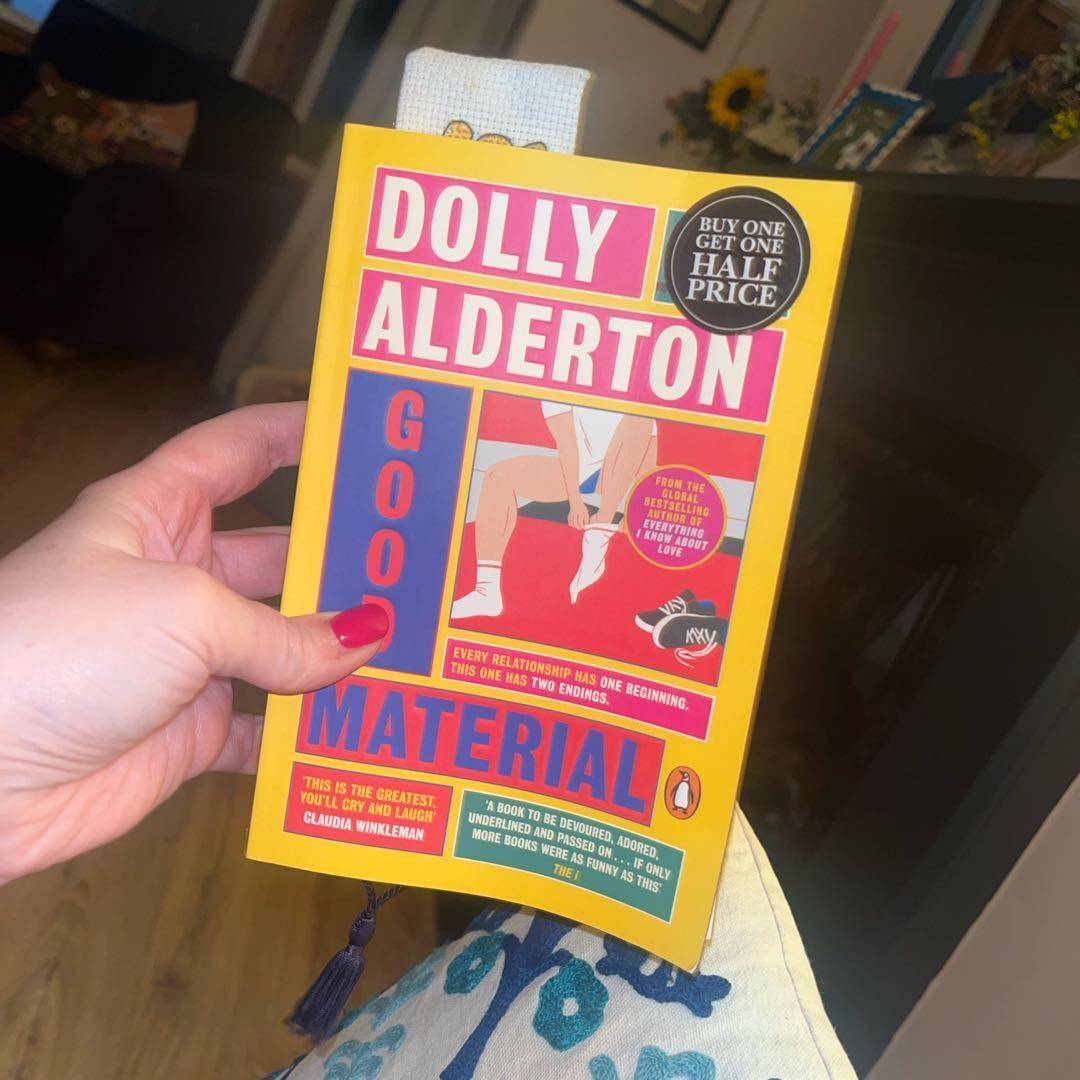 DOLLY
ALDERTON
BUY ONE
GET ONE
HALF
PRICE
GOOD
FROM THE
GLOBAL
BESTSELLING
AUTHOR OF
EVERYTHING
I KNOW ABOUT
LOVE
EVERY RELATIONSHIP HAS ONE BEGINNING.
THIS ONE HAS TWO ENDINGS.
MATERIAL
'THIS IS THE GREATEST.
YOU'LL CRY AND LAUGH'
CLAUDIA WINKLEMAN
'A BOOK TO BE DEVOURED, ADORED,
UNDERLINED AND PASSED ON . . . IF ONLY
MORE BOOKS WERE AS FUNNY AS THIS'
THE i